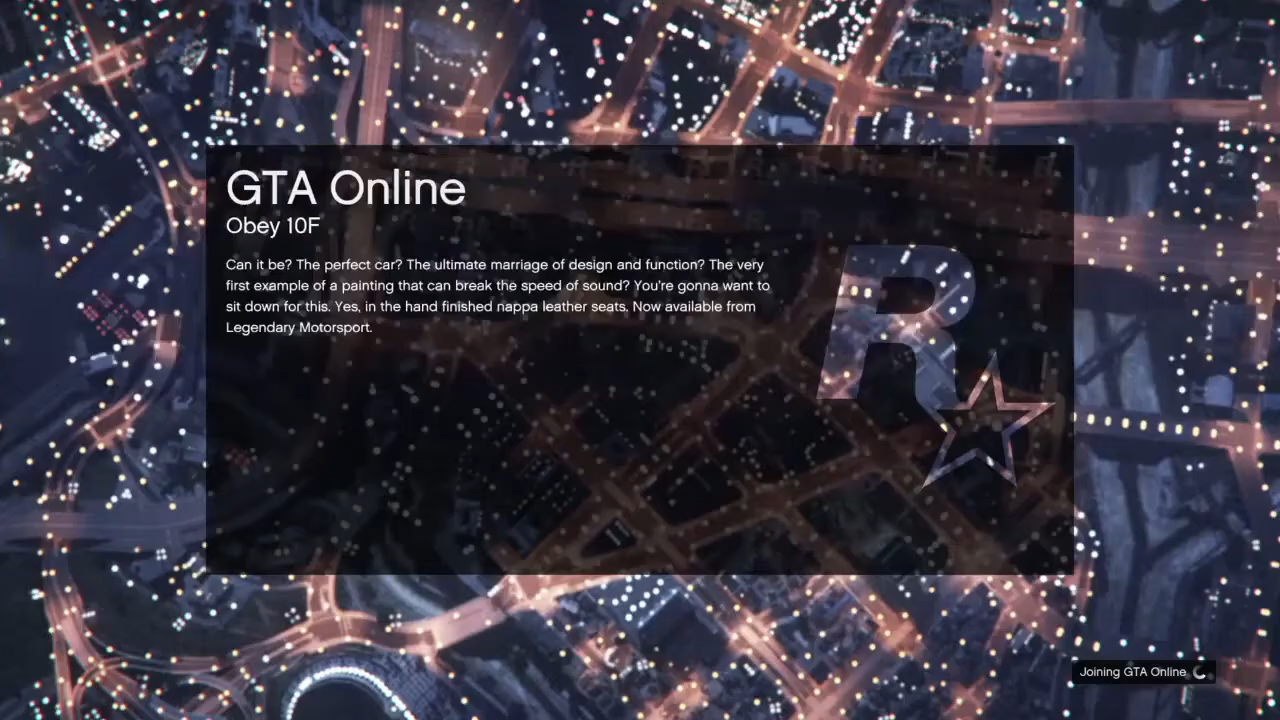 GTA Online
Obey 10F
Can it be? The perfect car? The ultimate marriage of design and function? The very
first example of a painting that can break the speed of sound? You're gonna want to
sit down for this. Yes, in the hand finished nappa leather seats. Now available from
Legendary Motorsport.
R
Joining GTA Online